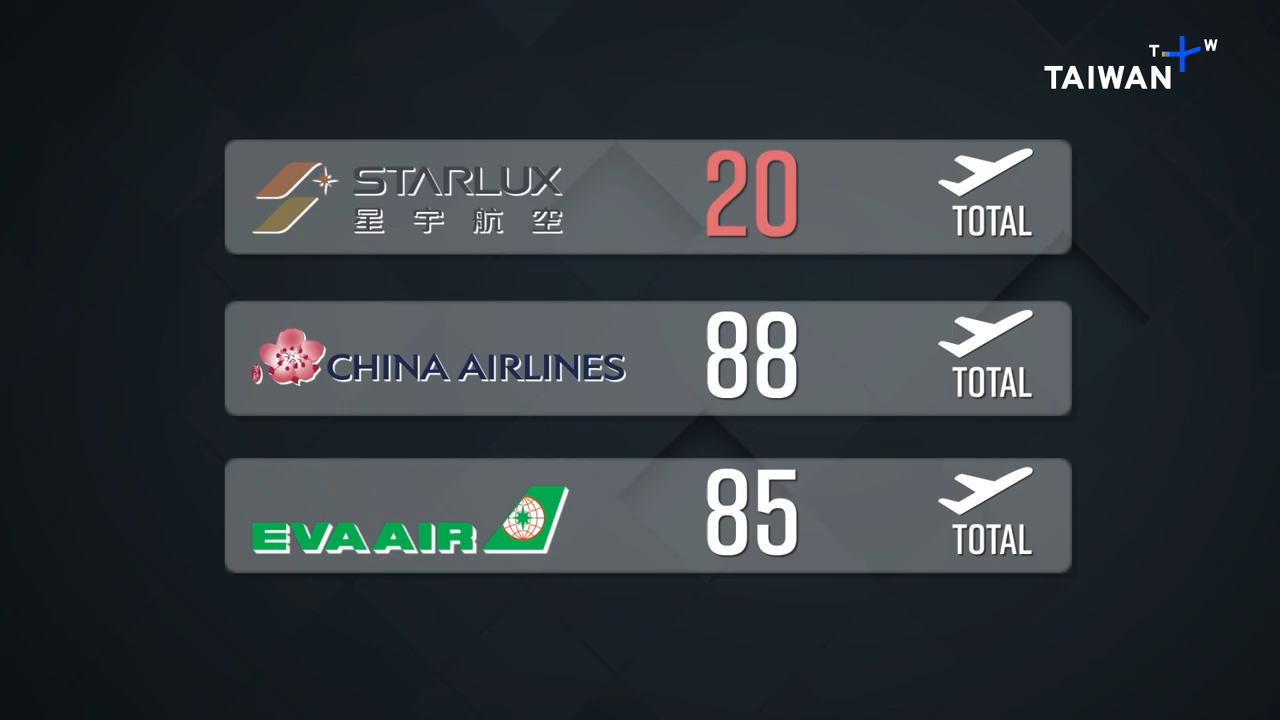 T W
TAIWAN
STARLUX
星宇航空
20
TOTAL
CHINA AIRLINES
88
TOTAL
EVA AIR
85
TOTAL